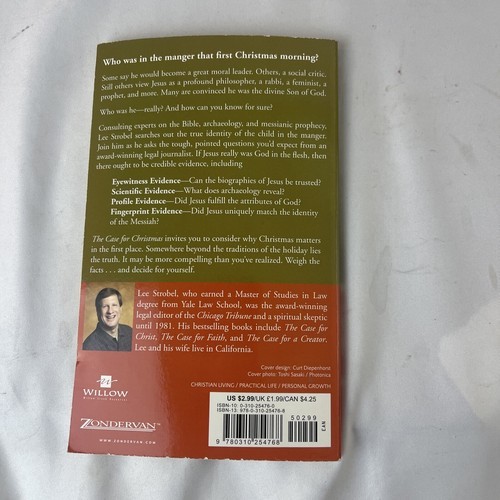 Who was in the manger that first Christmas morning?
Some say he would become a great moral leader. Others, a social critic.
Still others view Jesus as a profound philosopher, a rabbi, a feminist, a
prophet, and more. Many are convinced he was the divine Son of God.
Who was he—really? And how can you know for sure?
Consulting experts on the Bible, archaeology, and messianic prophecy,
Lee Strobel searches out the true identity of the child in the manger.
Join him as he asks the tough, pointed questions you'd expect from an
award-winning legal journalist. If Jesus really was God in the flesh, then
there ought to be credible evidence, including
Eyewitness Evidence—Can the biographies of Jesus be trusted?
Scientific Evidence—What does archaeology reveal?
Profile Evidence—Did Jesus fulfill the attributes of God?
Fingerprint Evidence—Did Jesus uniquely match the identity
of the Messiah?
The Case for Christmas invites you to consider why Christmas matters
in the first place. Somewhere beyond the traditions of the holiday lies
the truth. It may be more compelling than you've realized. Weigh the
facts . . . and decide for yourself.
Lee Strobel, who earned a Master of Studies in Law
degree from Yale Law School, was the award-winning
legal editor of the Chicago Tribune and a spiritual skeptic
until 1981. His bestselling books include The Case for
Christ, The Case for Faith, and The Case for a Creator.
Lee and his wife live in California.
Cover design: Curt Diepenhorst
Cover photo: Toshi Sasaki / Photonica
CHRISTIAN LIVING / PRACTICAL LIFE / PERSONAL GROWTH
WILLOW
ZONDERVAN™
WWW.ZONDERVAN.COM
US $2.99/UK £1.99/CAN $4.25
ISBN-10: 0-310-25476-0
ISBN-13: 978-0-310-25476-8
50299
9 780310 254768
EAN